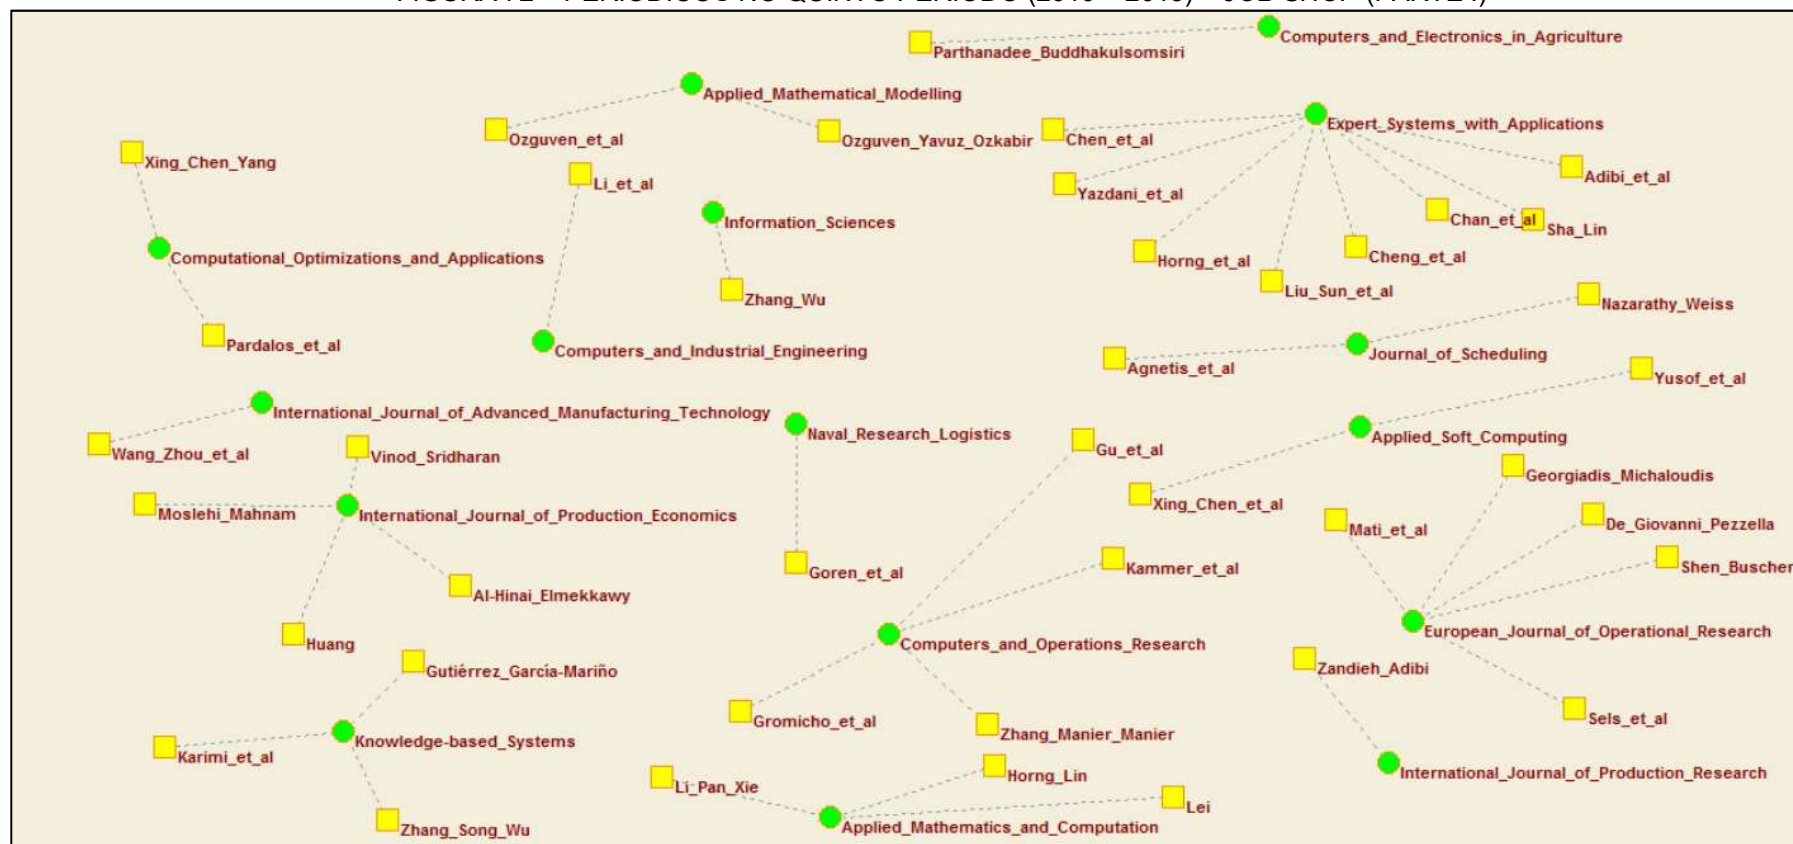 Parthanadee_Buddhakulsomsiri
Computers_and_Electronics_in_Agriculture
Applied_Mathematical_Modelling
Ozguven_et_al
Ozguven_Yavuz_Ozkabir
Chen_et_al
Expert_Systems_with_Applications
Xing_Chen_Yang
Li_et_al
Yazdani_et_al
Adibi_et_al
Information_Sciences
Chan_et_al
Sha_Lin
Computational_Optimizations_and_Applications
Horng_et_al
Cheng_et_al
Zhang_Wu
Liu_Sun_et_al
Nazarathy_Weiss
Pardalos_et_al
Computers_and_Industrial_Engineering
Agnetis_et_al
Journal_of_Scheduling
Yusof_et_al
International_Journal_of_Advanced_Manufacturing_Technology
Naval_Research_Logistics
Applied_Soft_Computing
Wang_Zhou_et_al
Vinod_Sridharan
Gu_et_al
Georgiadis_Michaloudis
Moslehi_Mahnam
International_Journal_of_Production_Economics
Xing_Chen_et_al
Mati_et_al
De_Giovanni_Pezzella
Goren_et_al
Kammer_et_al
Shen_Buscher
Al-Hinai_Elmekkawy
Huang
Computers_and_Operations_Research
European_Journal_of_Operational_Research
Gutiérrez_García-Mariño
Zandieh_Adibi
Gromicho_et_al
Zhang_Manier_Manier
Sels_et_al
Karimi_et_al
Knowledge-based_Systems
Li_Pan_Xie
Horng_Lin
International_Journal_of_Production_Research
Lei
Zhang_Song_Wu
Applied_Mathematics_and_Computation